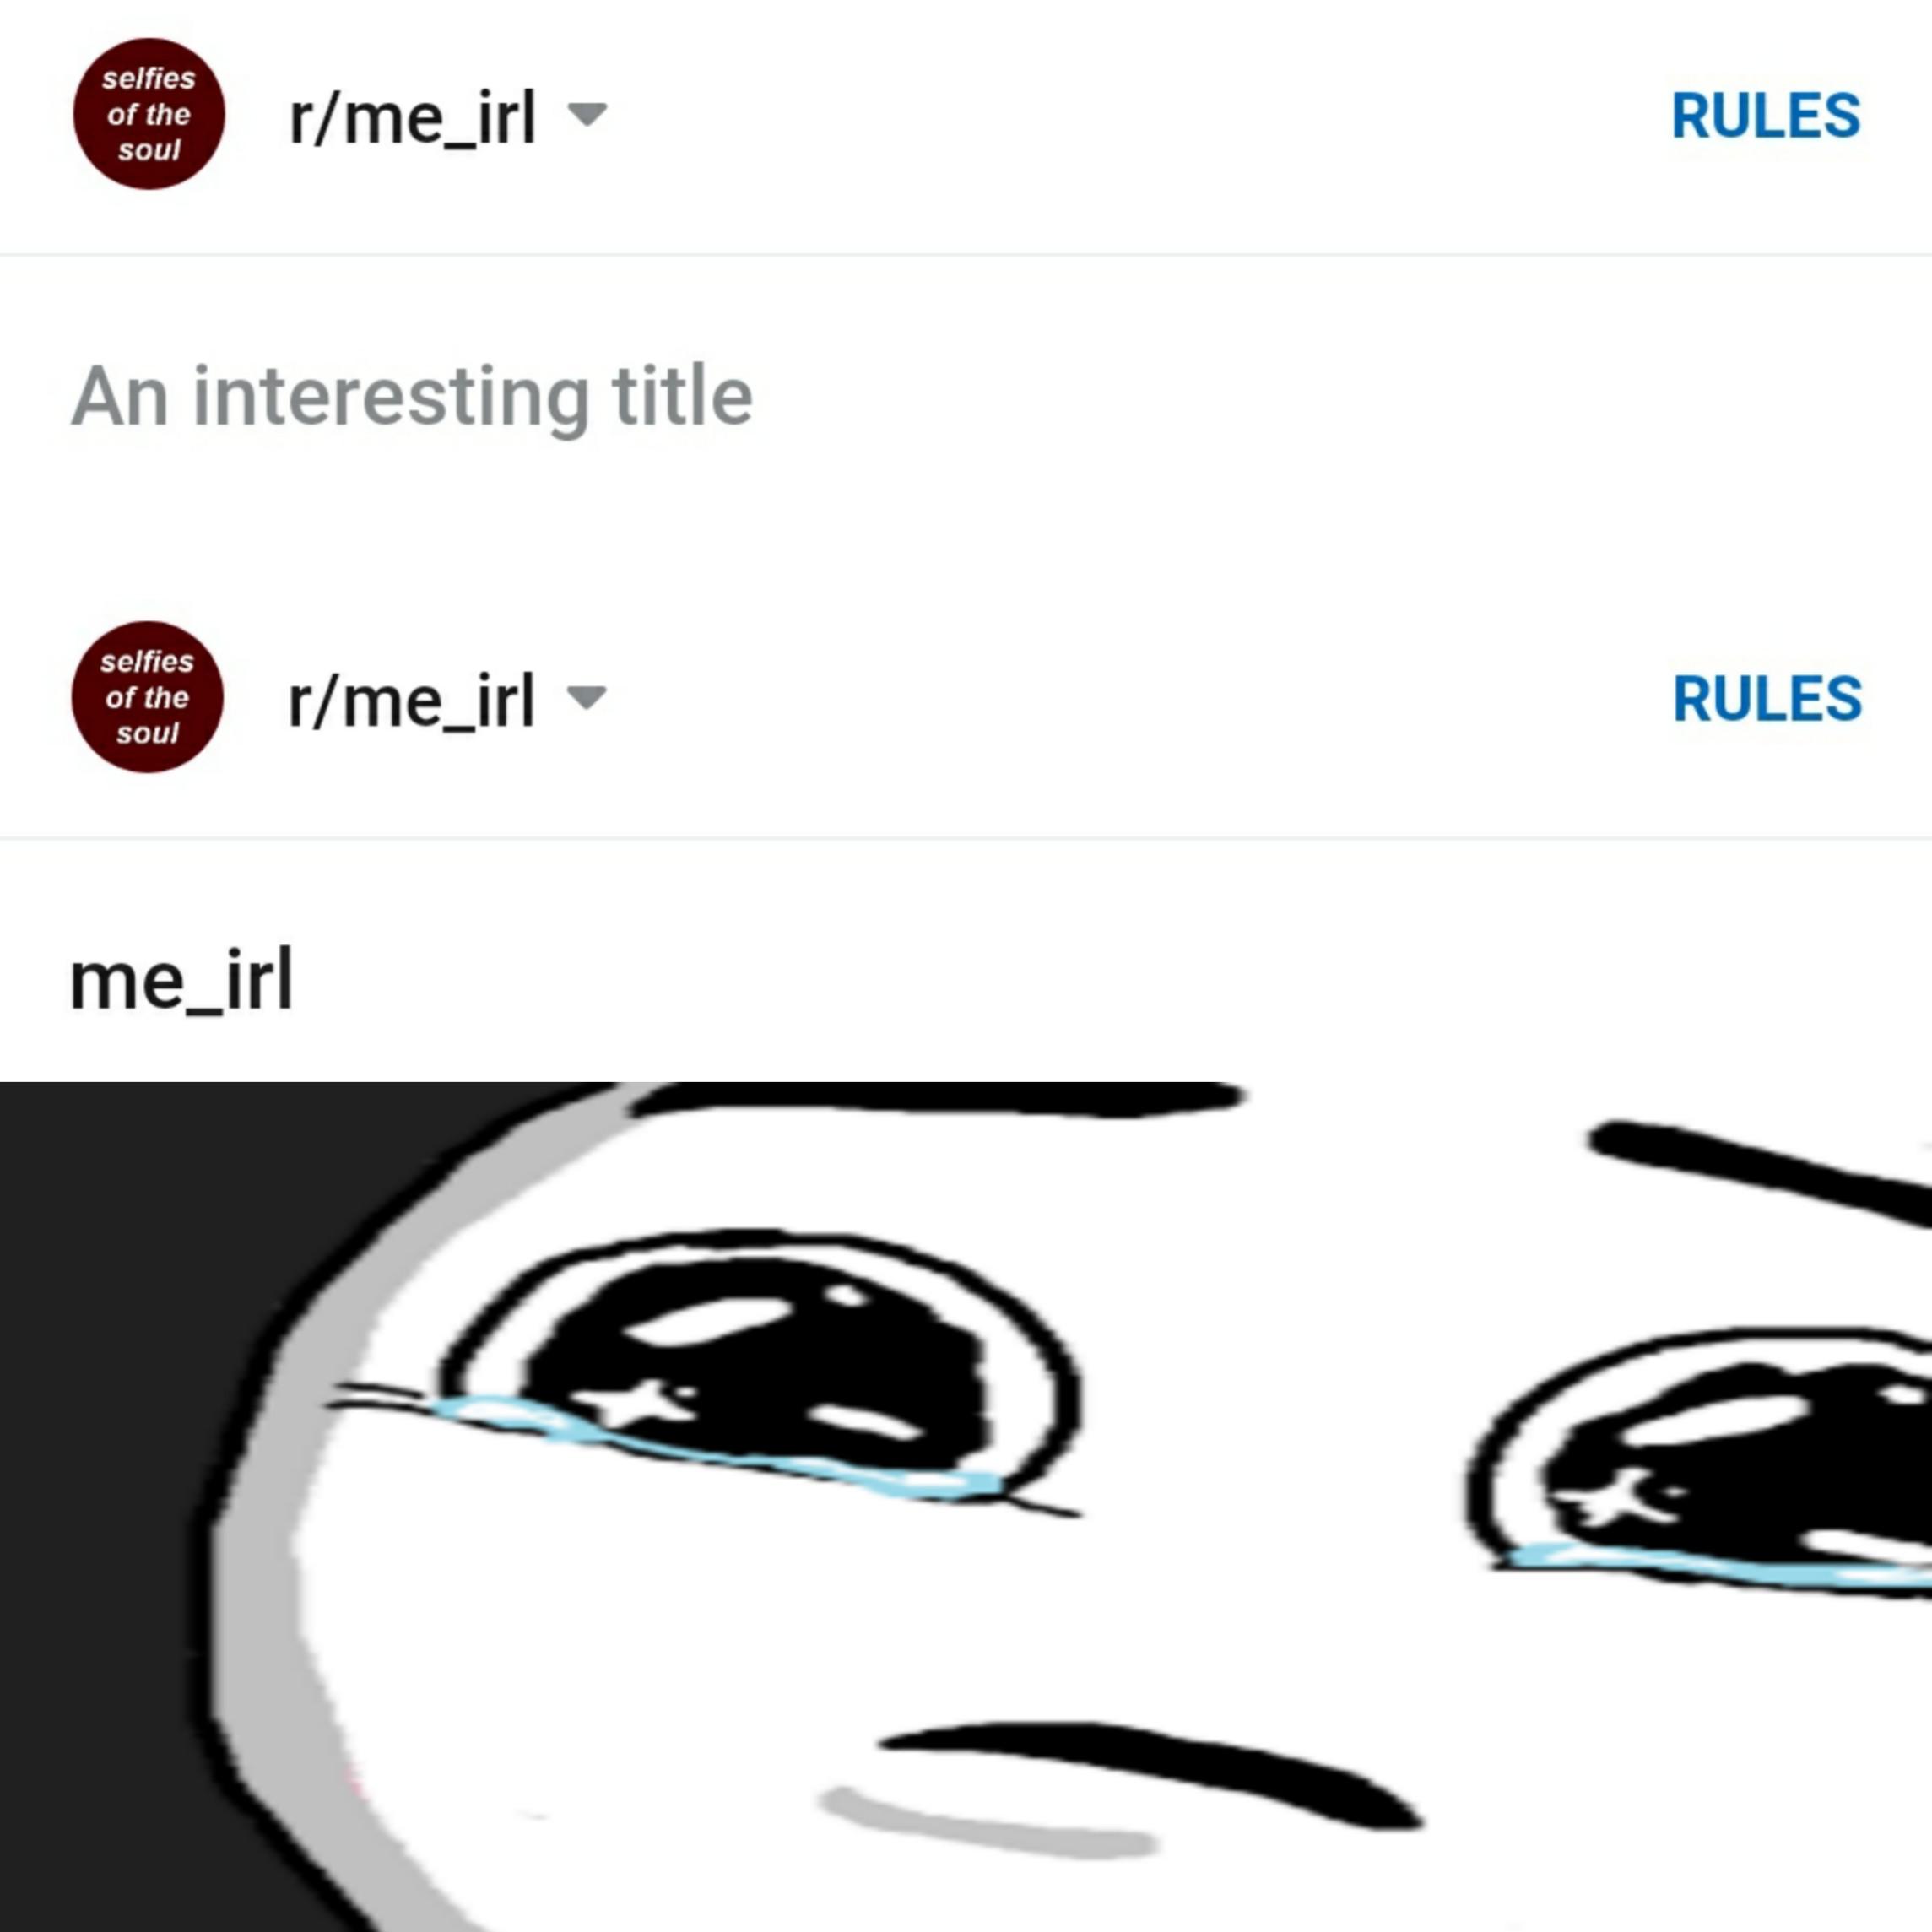 selfies
of the
soul
r/me_irl
RULES
An interesting title
selfies
of the
soul
r/me_irl
RULES
me_irl